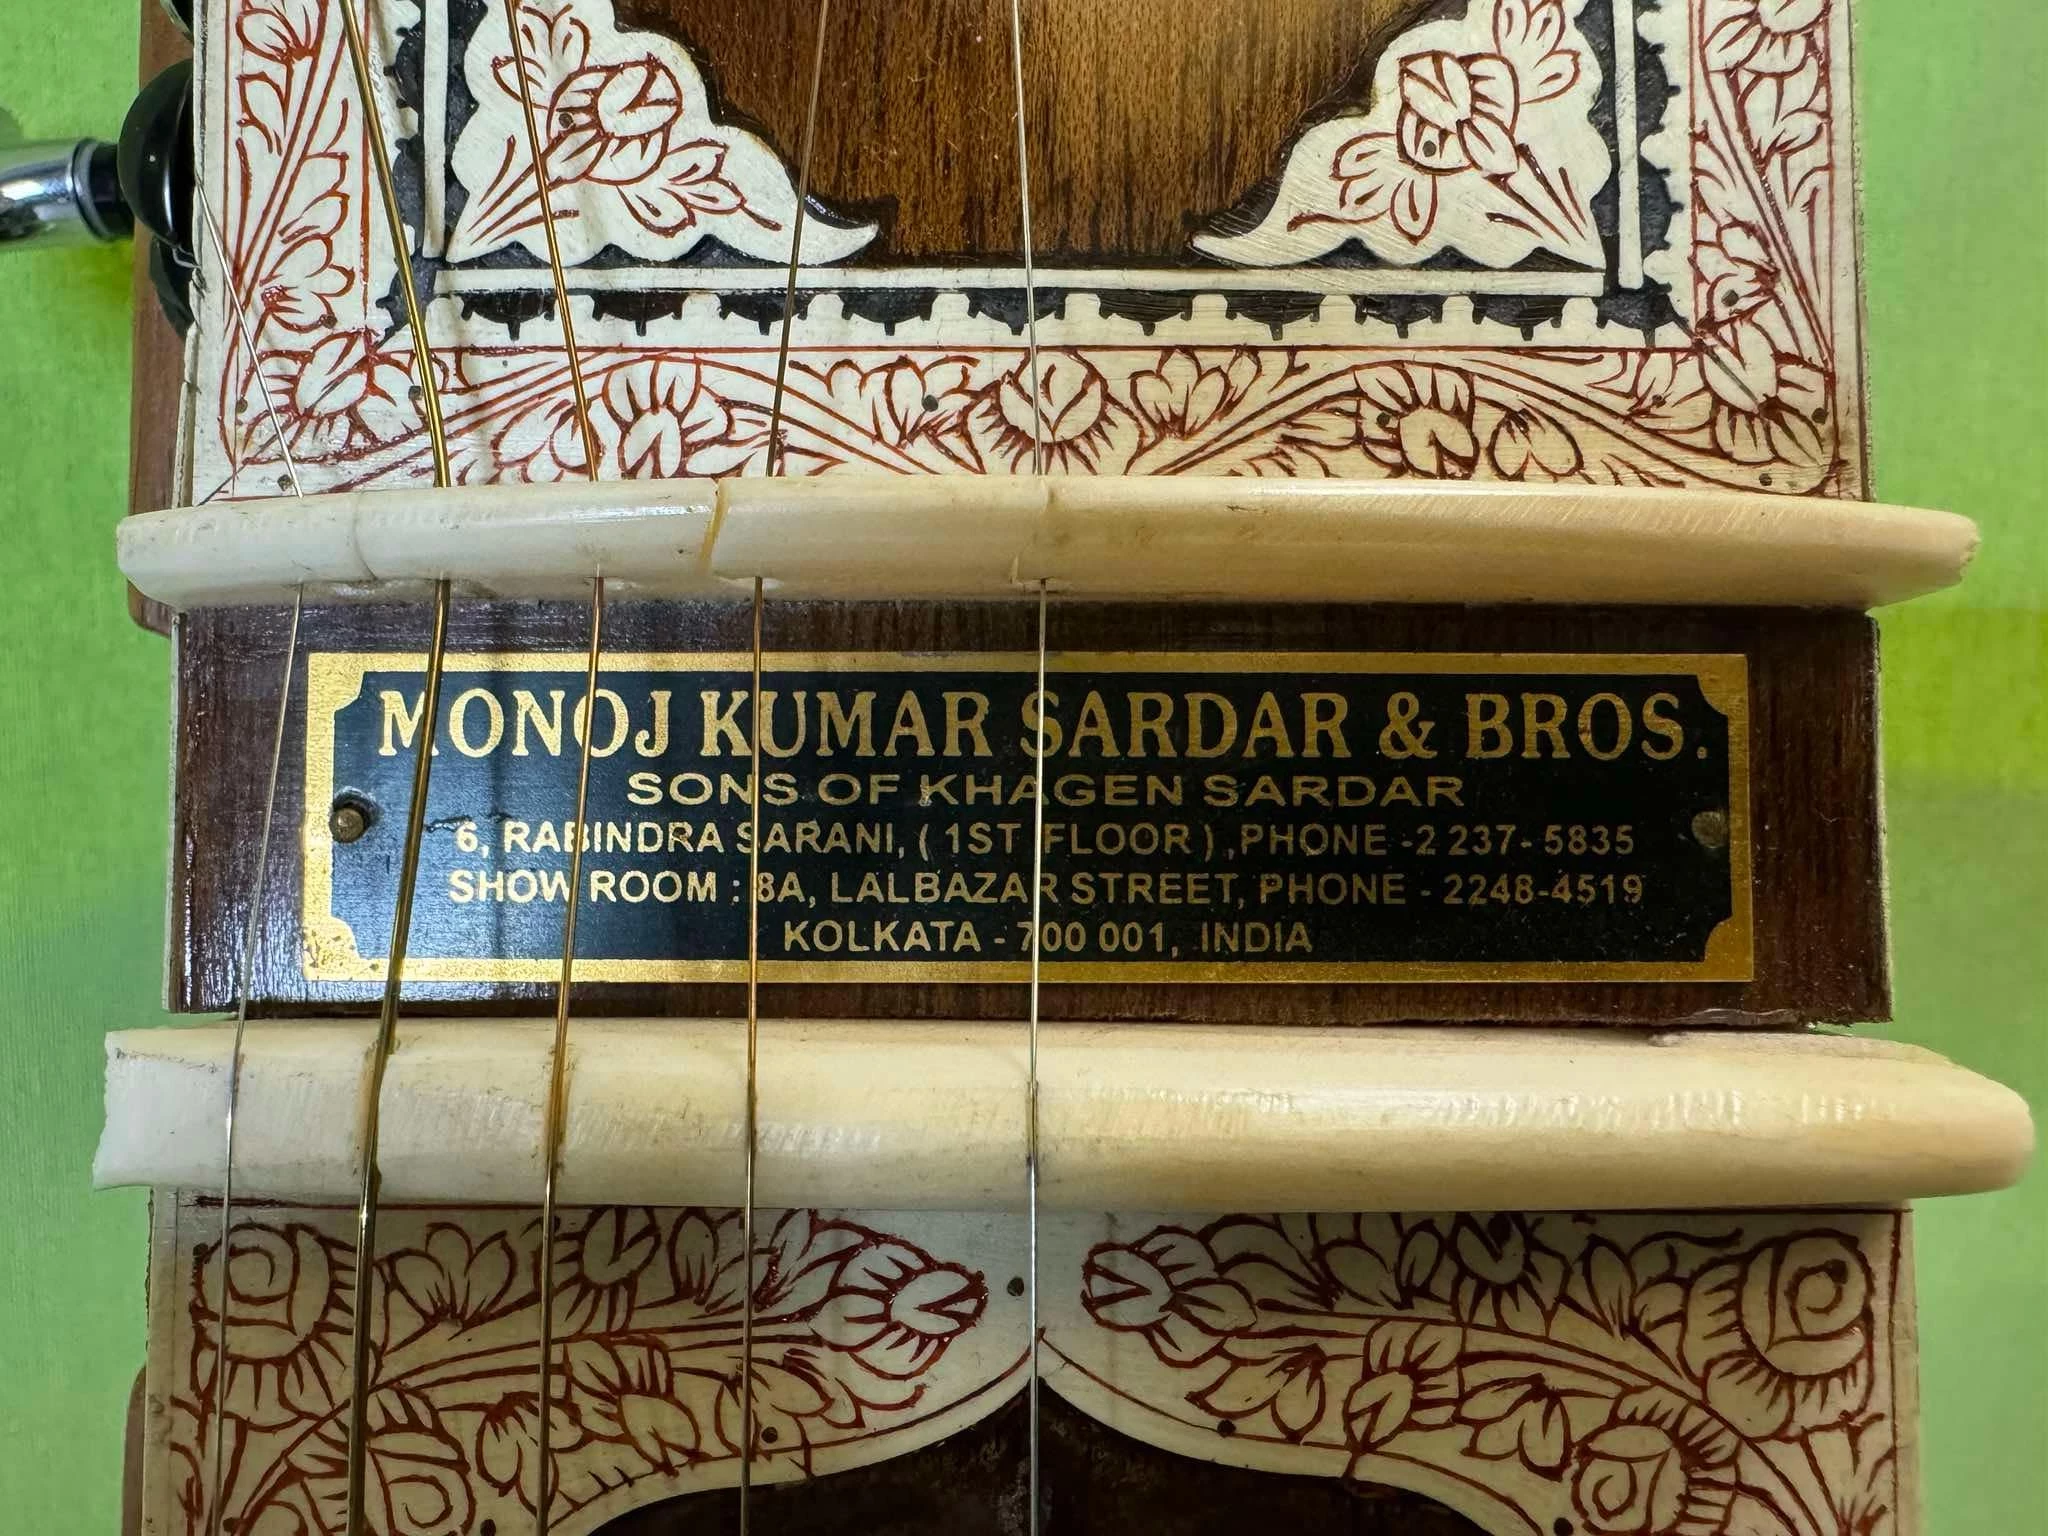 MONOJ KUMAR SARDAR & BROS.
SONS OF KHAGEN SARDAR
6, RABINDRA SARANI, ( 1ST FLOOR ) ,PHONE -2 237- 5835
SHOW ROOM : 8A, LALBAZAR STREET, PHONE - 2248-4519
KOLKATA - 700 001, INDIA